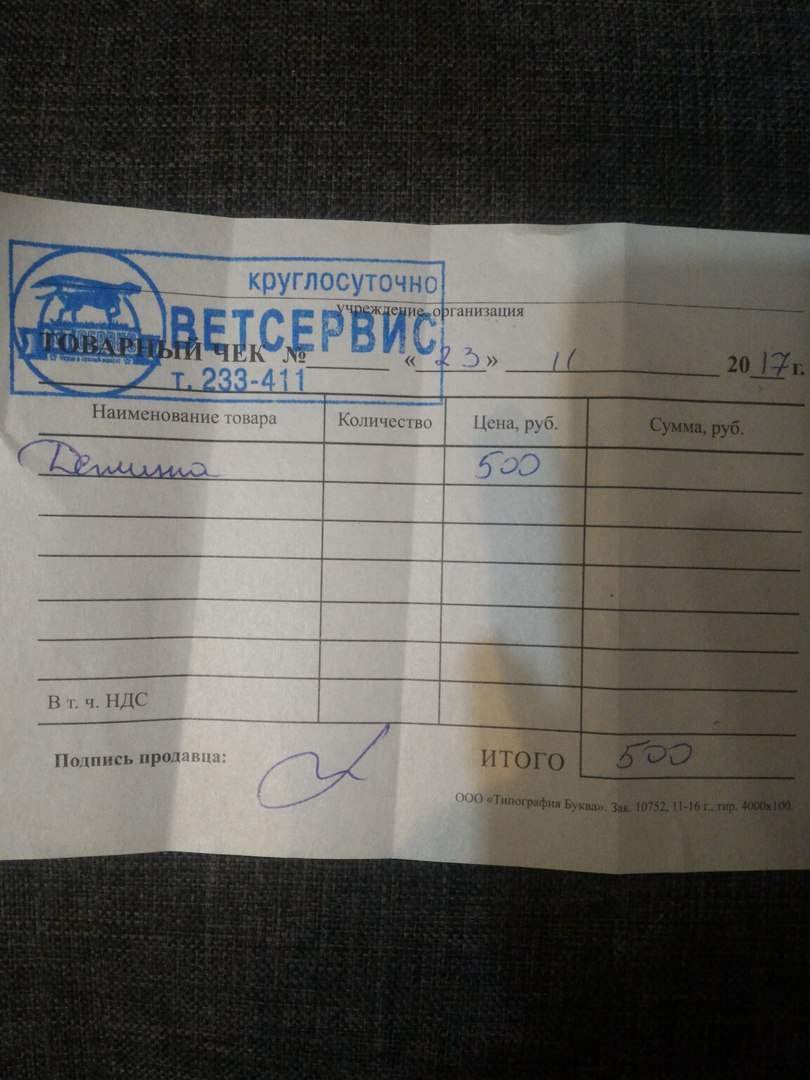 круглосуточно
учреждение, организация
ВЕТСЕРВИС
ТОВАРНЫЙ ЧЕК № «23» 11 2017 г.
т. 233-411
Наименование товара Количество Цена, руб. Сумма, руб.
500
В т. ч. НДС
Подпись продавца: ИТОГО 500
ООО «Типография Буква». Зак. 10752, 11-16 г., тир. 4000х100.